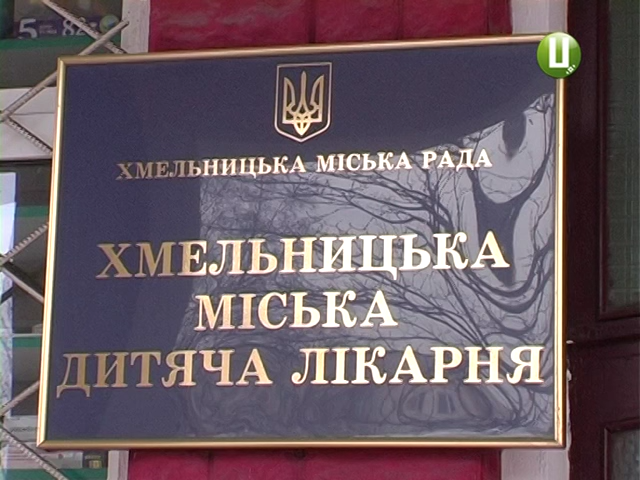 Ц
ХМЕЛЬНИЦЬКА МІСЬКА РАДА
ХМЕЛЬНИЦЬКА
МІСЬКА
ДИТЯЧА ЛІКАРНЯ